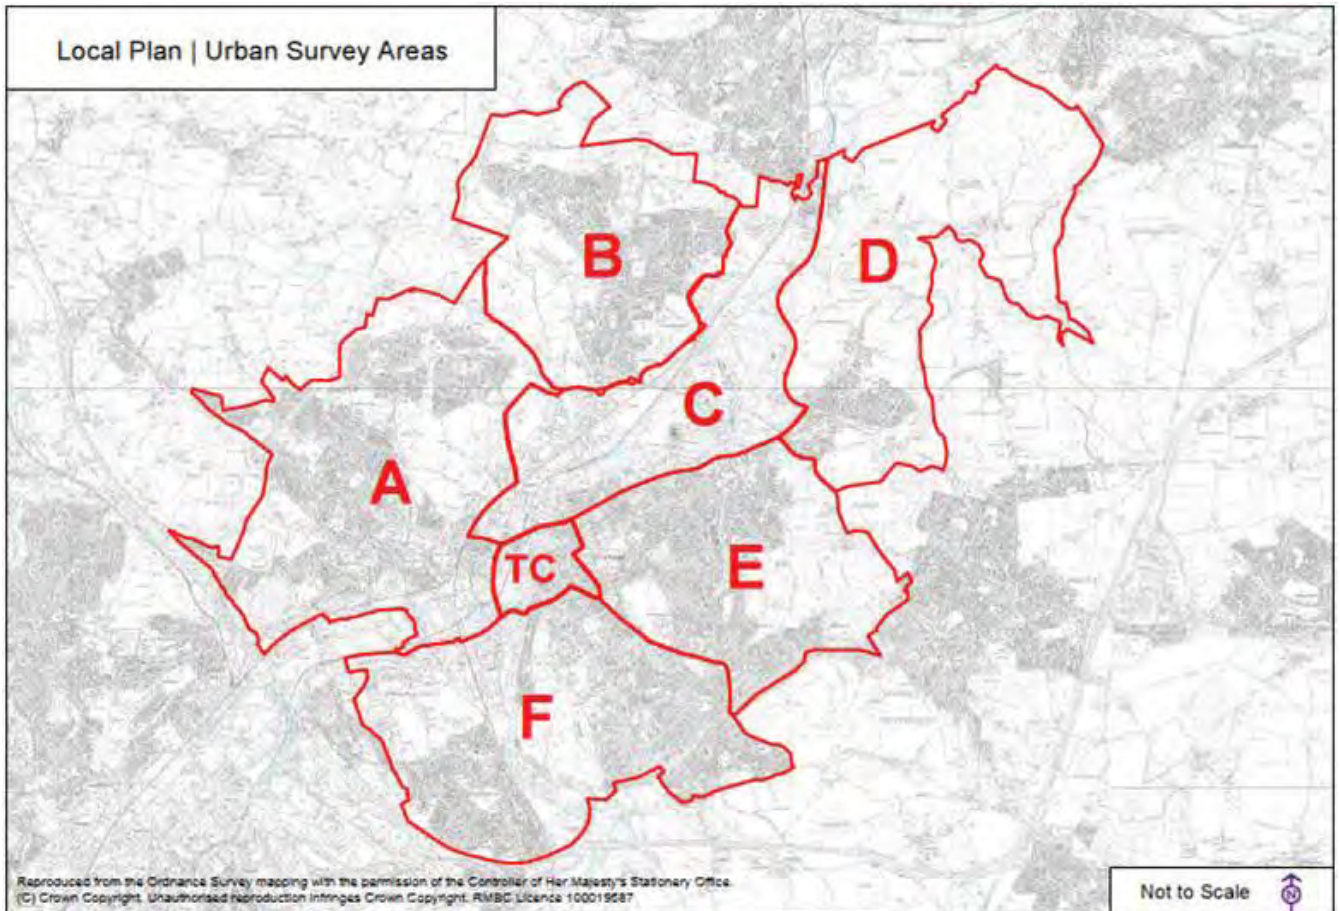 Local Plan | Urban Survey Areas
B
D
C
A
TC
E
F
Reproduced from the Ordnance Survey mapping with the permission of the Controller of Her Majesty's Stationery Office.
(C) Crown Copyright. Unauthorised reproduction infringes Crown Copyright. RMBC Licence 100019587
Not to Scale
N